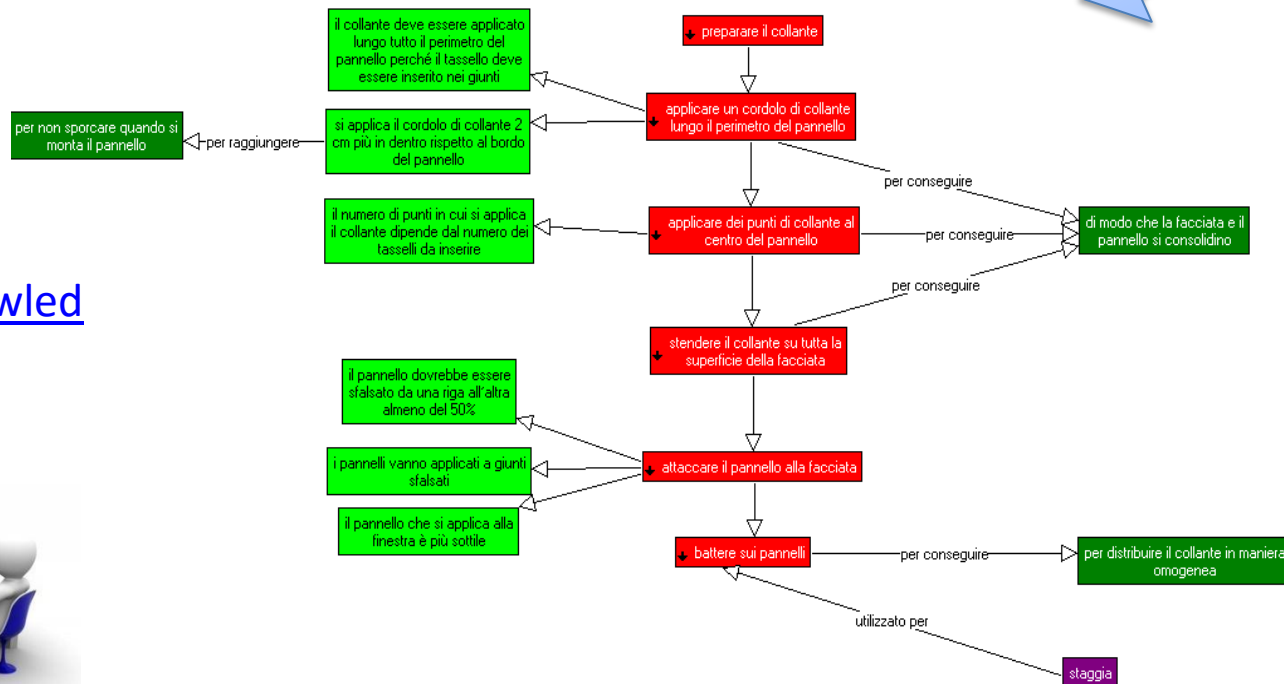 il collante deve essere applicato
lungo tutto il perimetro del
pannello perché il tassello deve
essere inserito nei giunti
preparare il collante
applicare un cordolo di collante
lungo il perimetro del pannello
per non sporcare quando si
monta il pannello
per raggiungere
si applica il cordolo di collante 2
cm più in dentro rispetto al bordo
del pannello
per conseguire
il numero di punti in cui si applica
il collante dipende dal numero dei
tasselli da inserire
applicare dei punti di collante al
centro del pannello
per conseguire
di modo che la facciata e il
pannello si consolidino
per conseguire
wled
stendere il collante su tutta la
superficie della facciata
il pannello dovrebbe essere
sfalsato da una riga all'altra
almeno del 50%
i pannelli vanno applicati a giunti
sfalsati
attaccare il pannello alla facciata
il pannello che si applica alla
finestra è più sottile
battere sui pannelli
per conseguire
per distribuire il collante in maniera
omogenea
utilizzato per
staggia